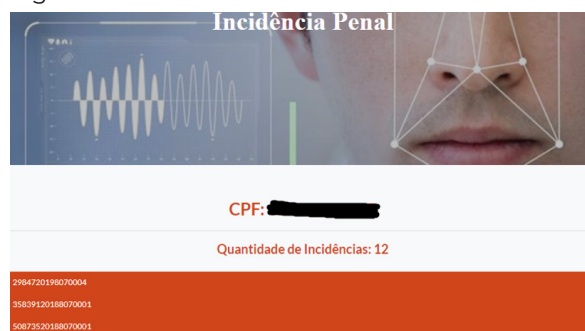 Incidência Penal
CPF:
Quantidade de Incidências: 12
2984720198070004
35839120188070001
50873520188070001